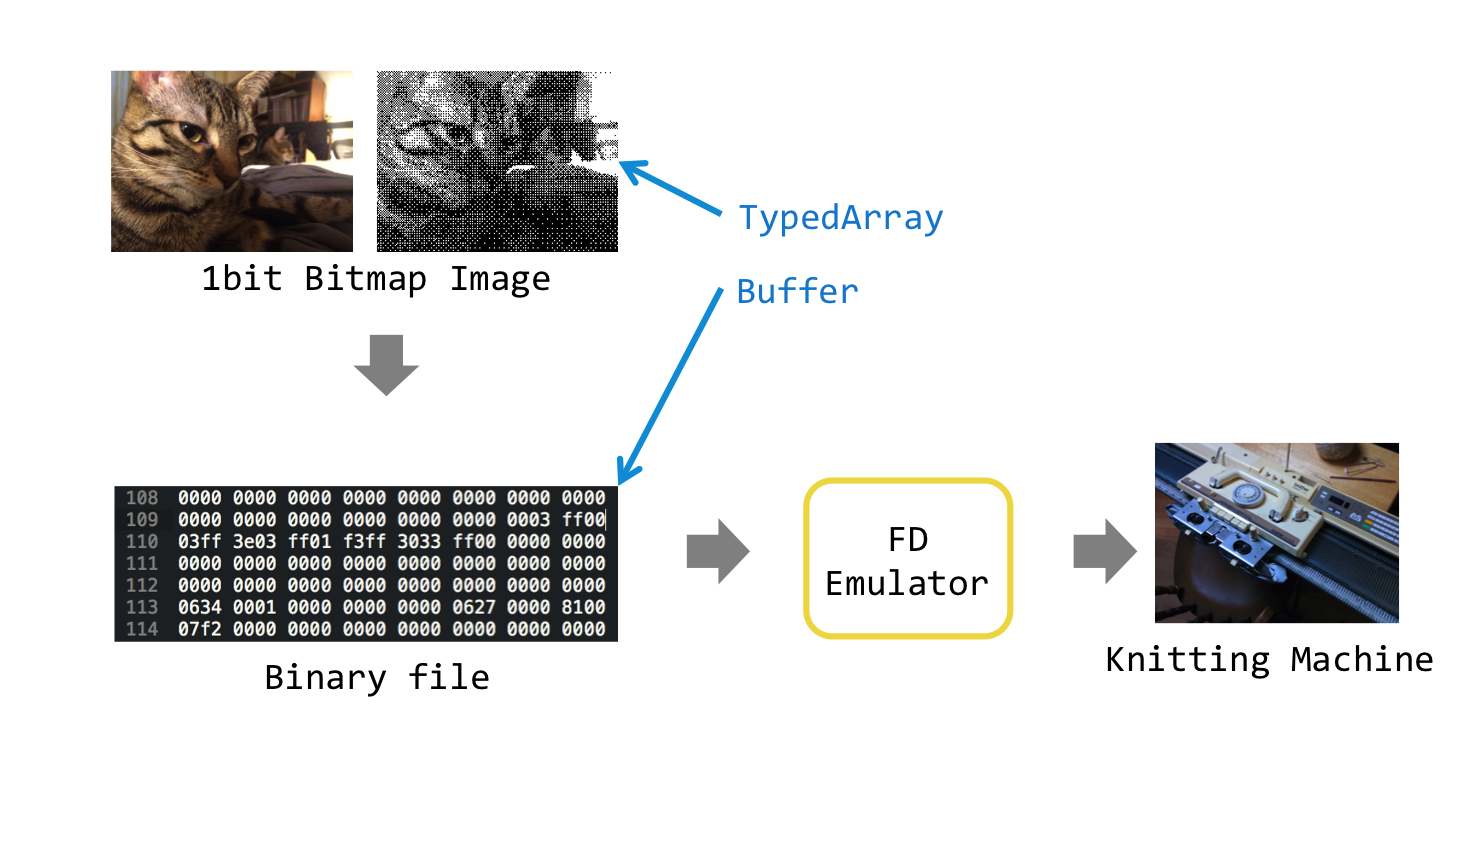 TypedArray
1bit Bitmap Image
Buffer
108 0000 0000 0000 0000 0000 0000 0000 0000
109 0000 0000 0000 0000 0000 0000 0003 ff00
110 03ff 3e03 ff01 f3ff 3033 ff00 0000 0000
111 0000 0000 0000 0000 0000 0000 0000 0000
112 0000 0000 0000 0000 0000 0000 0000 0000
113 0634 0001 0000 0000 0000 0627 0000 8100
114 07f2 0000 0000 0000 0000 0000 0000 0000
Binary file
FD
Emulator
Knitting Machine